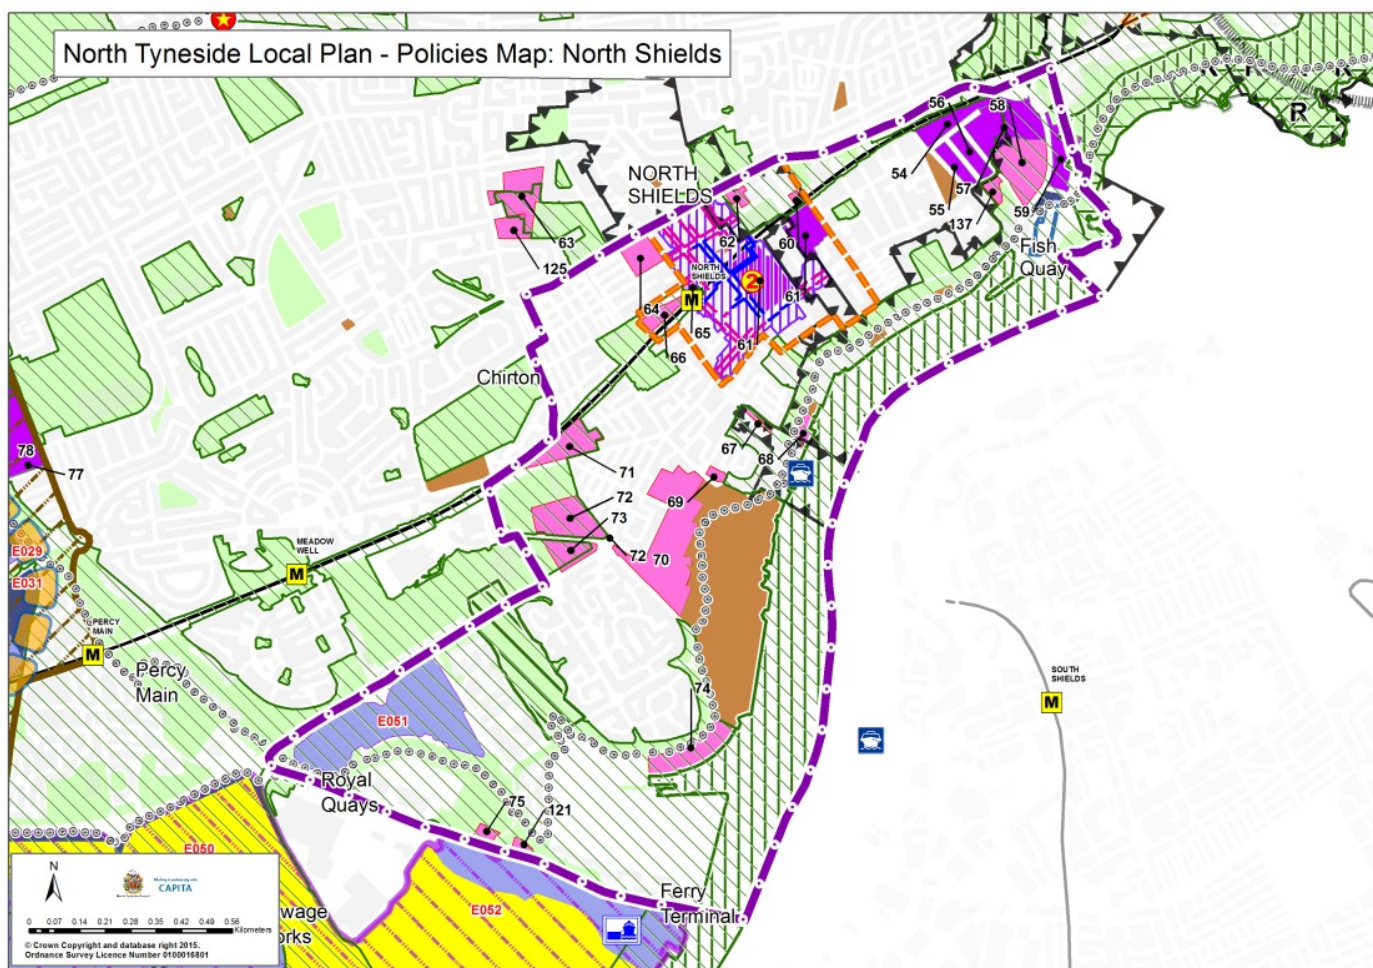 North Tyneside Local Plan - Policies Map: North Shields
NORTH
SHIELDS
R
56
58
54
57
55
137
59
Fish
Quay
63
125
62
60
NORTH
SHIELDS
2
61
M
64
65
66
61
Chirton
67
68
71
69
72
73
72
70
78
77
E029
E031
MEADOW
WELL
M
PERCY
MAIN
M
Percy
Main
E051
74
SOUTH
SHIELDS
M
Royal
Quays
75
121
E050
E052
Ferry
Terminal
wage
orks
N
CAPITA
0 0.07 0.14 0.21 0.28 0.35 0.42 0.49 0.56
Kilometers
© Crown Copyright and database right 2015.
Ordnance Survey Licence Number 0100016801